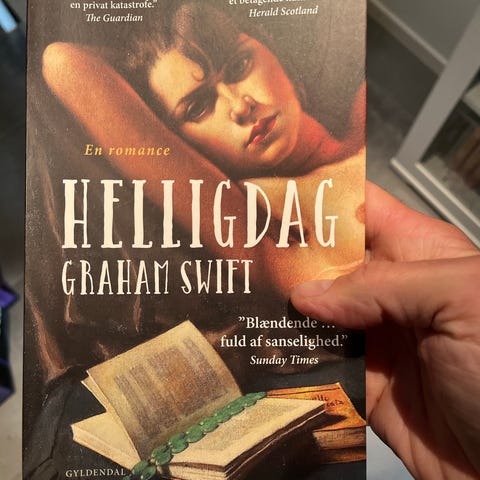 en privat katastrofe.”
The Guardian
et betagende
Herald Scotland
En romance
HELLIGDAG
GRAHAM SWIFT
”Blændende ...
fuld af sanselighed.”
Sunday Times
GYLDENDAL